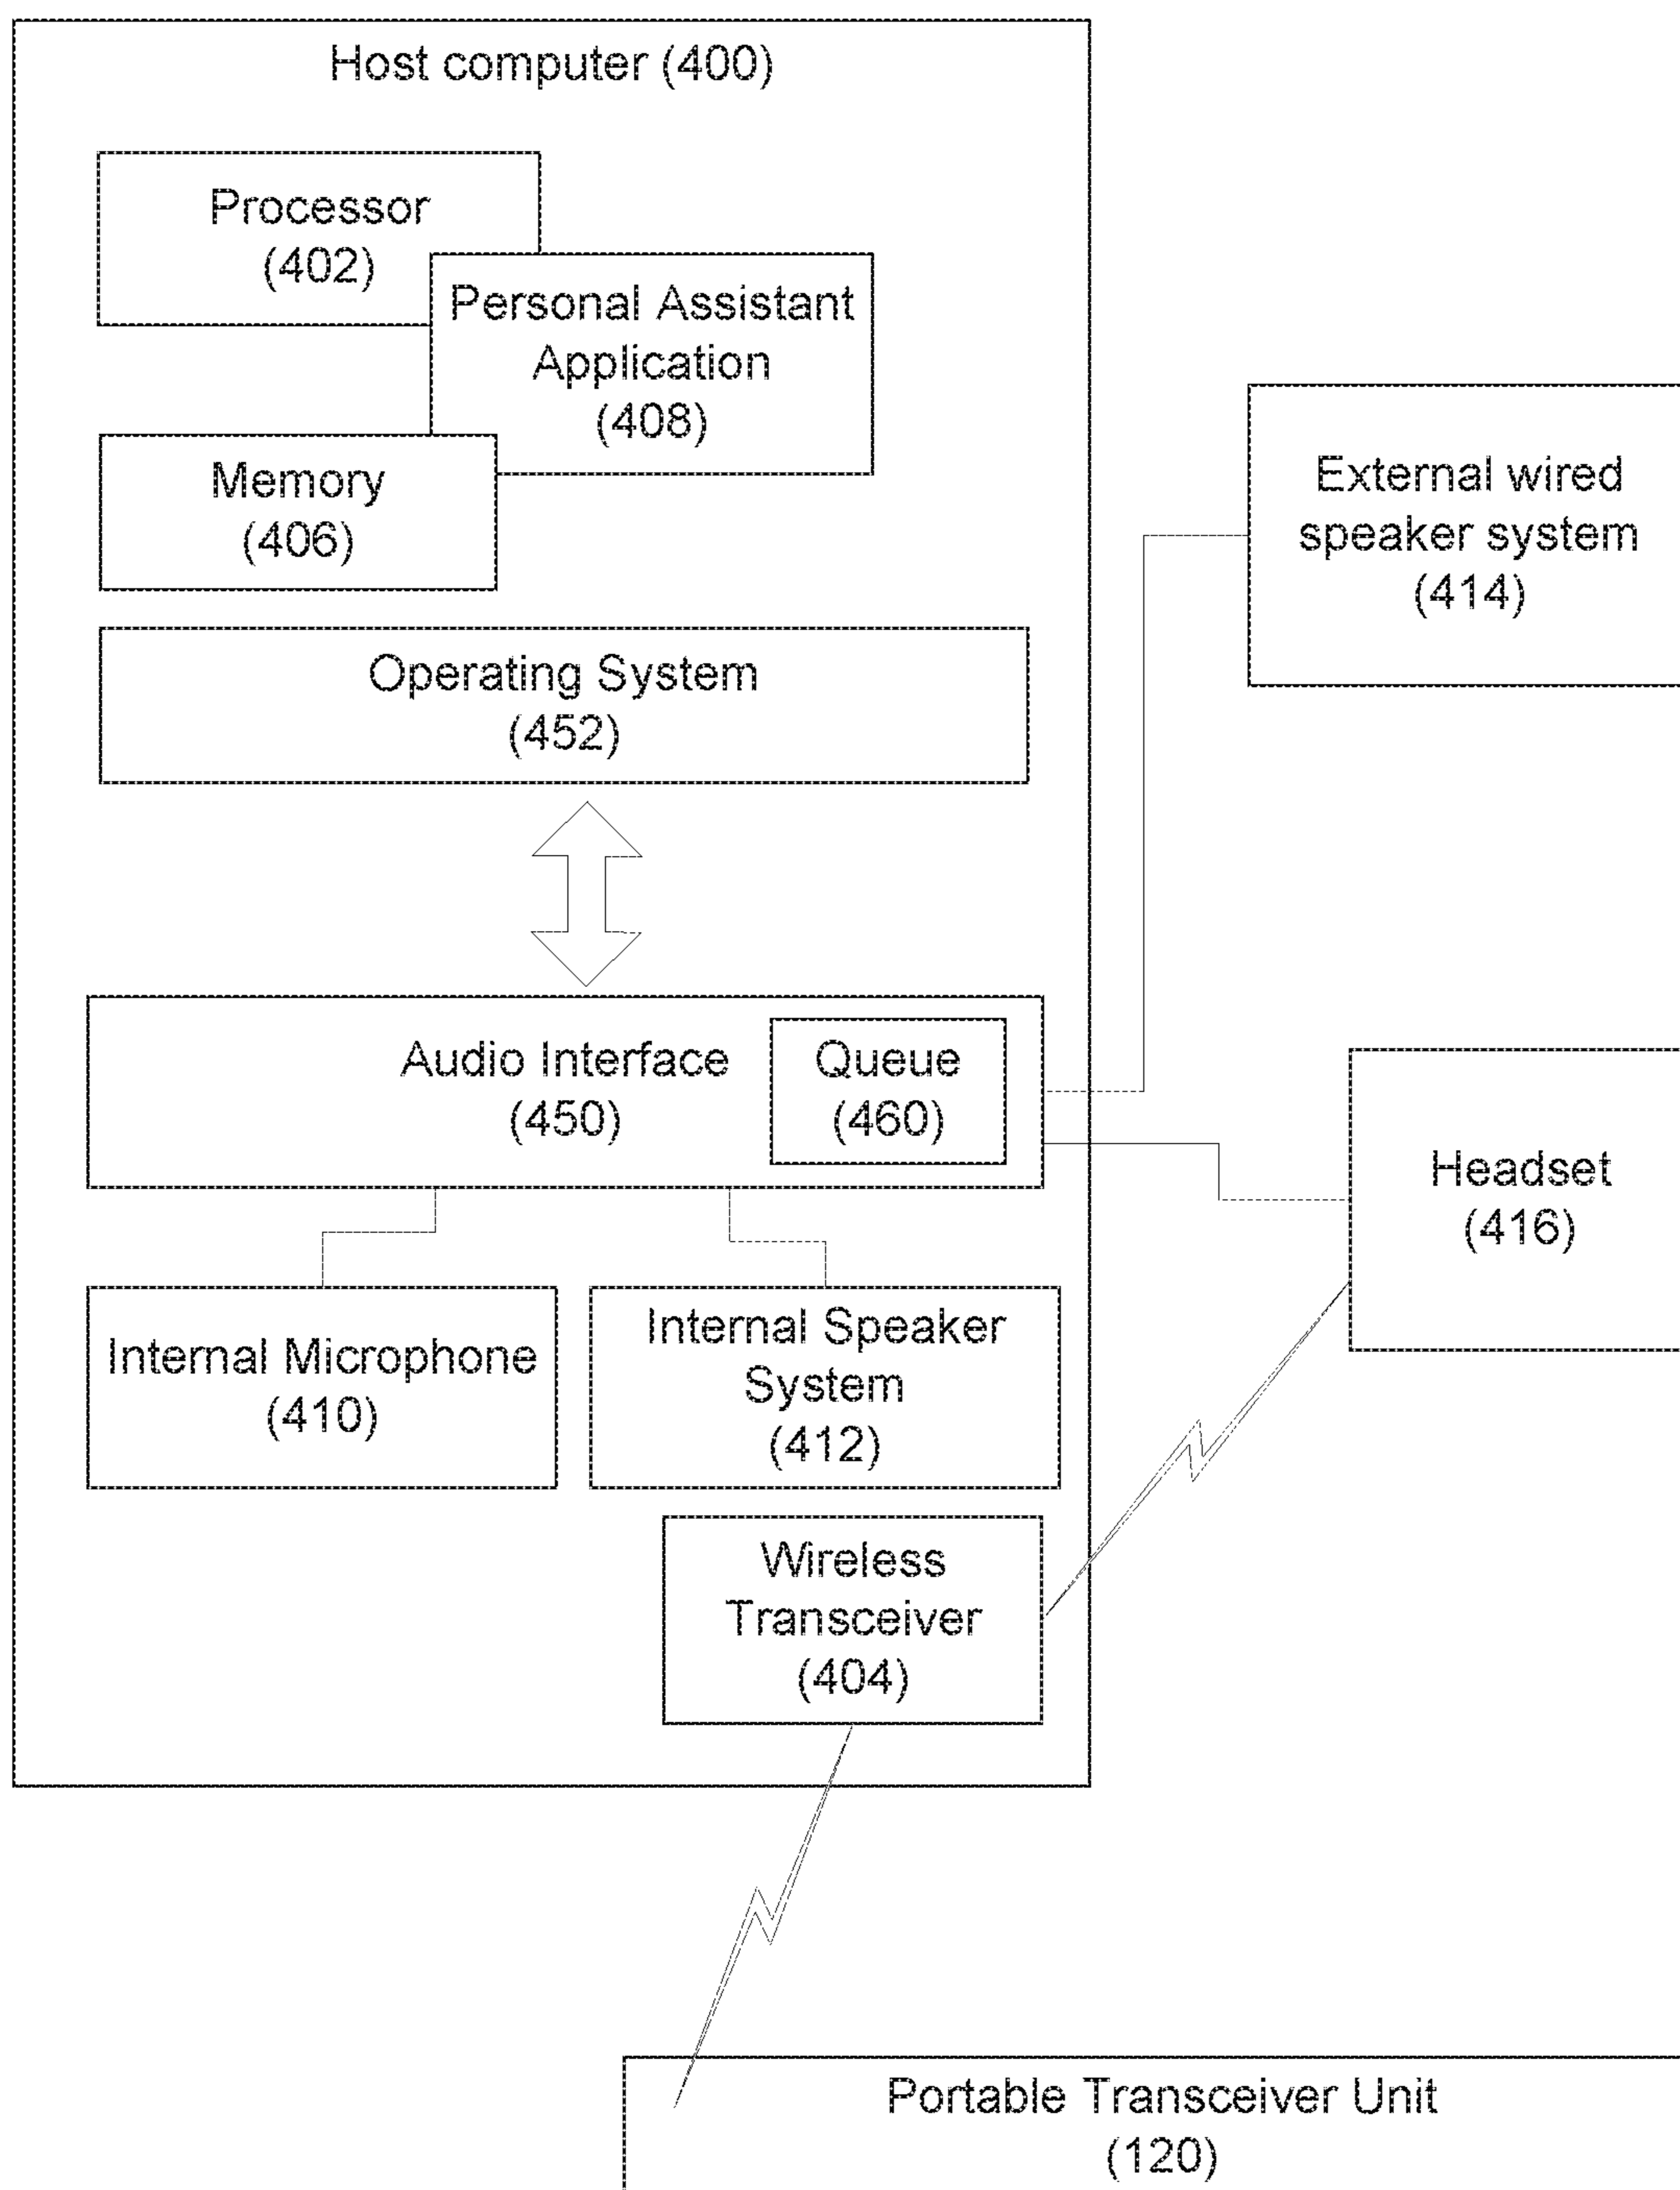 Host computer (400)
Processor
(402)
Personal Assistant
Application
(408)
Memory
(406)
External wired
speaker system
(414)
Operating System
(452)
Audio Interface
(450)
Queue
(460)
Headset
(416)
Internal Microphone
(410)
Internal Speaker
System
(412)
Wireless
Transceiver
(404)
Portable Transceiver Unit
(120)